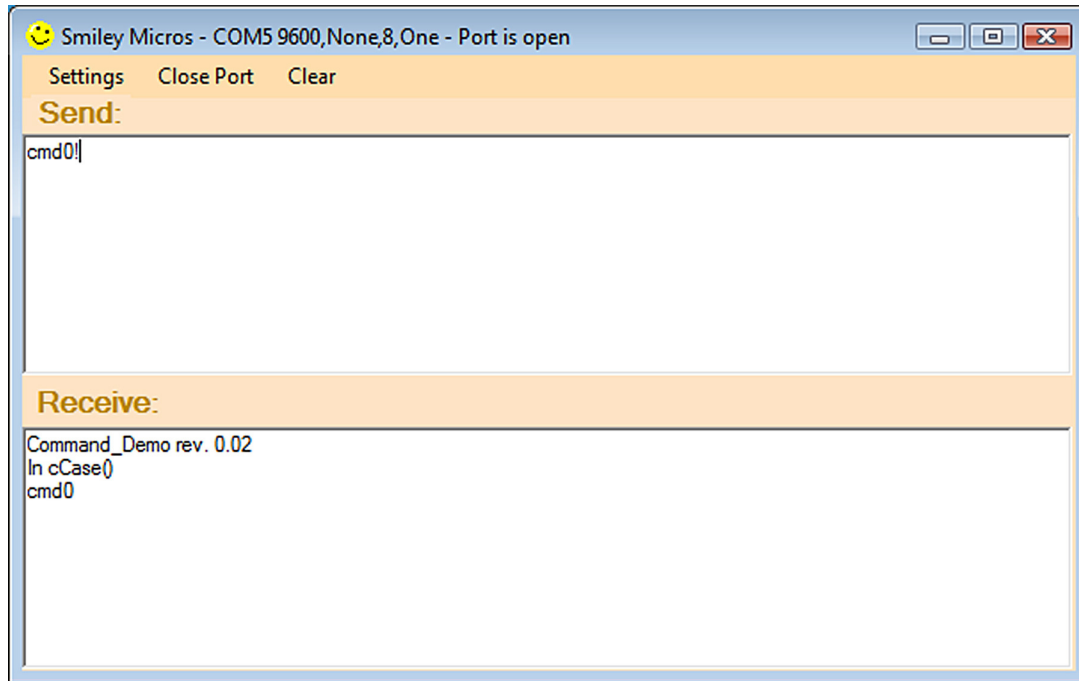 Smiley Micros - COM5 9600,None,8,One - Port is open
Settings Close Port Clear
Send:
cmd0!
Receive:
Command_Demo rev. 0.02
In cCase()
cmd0